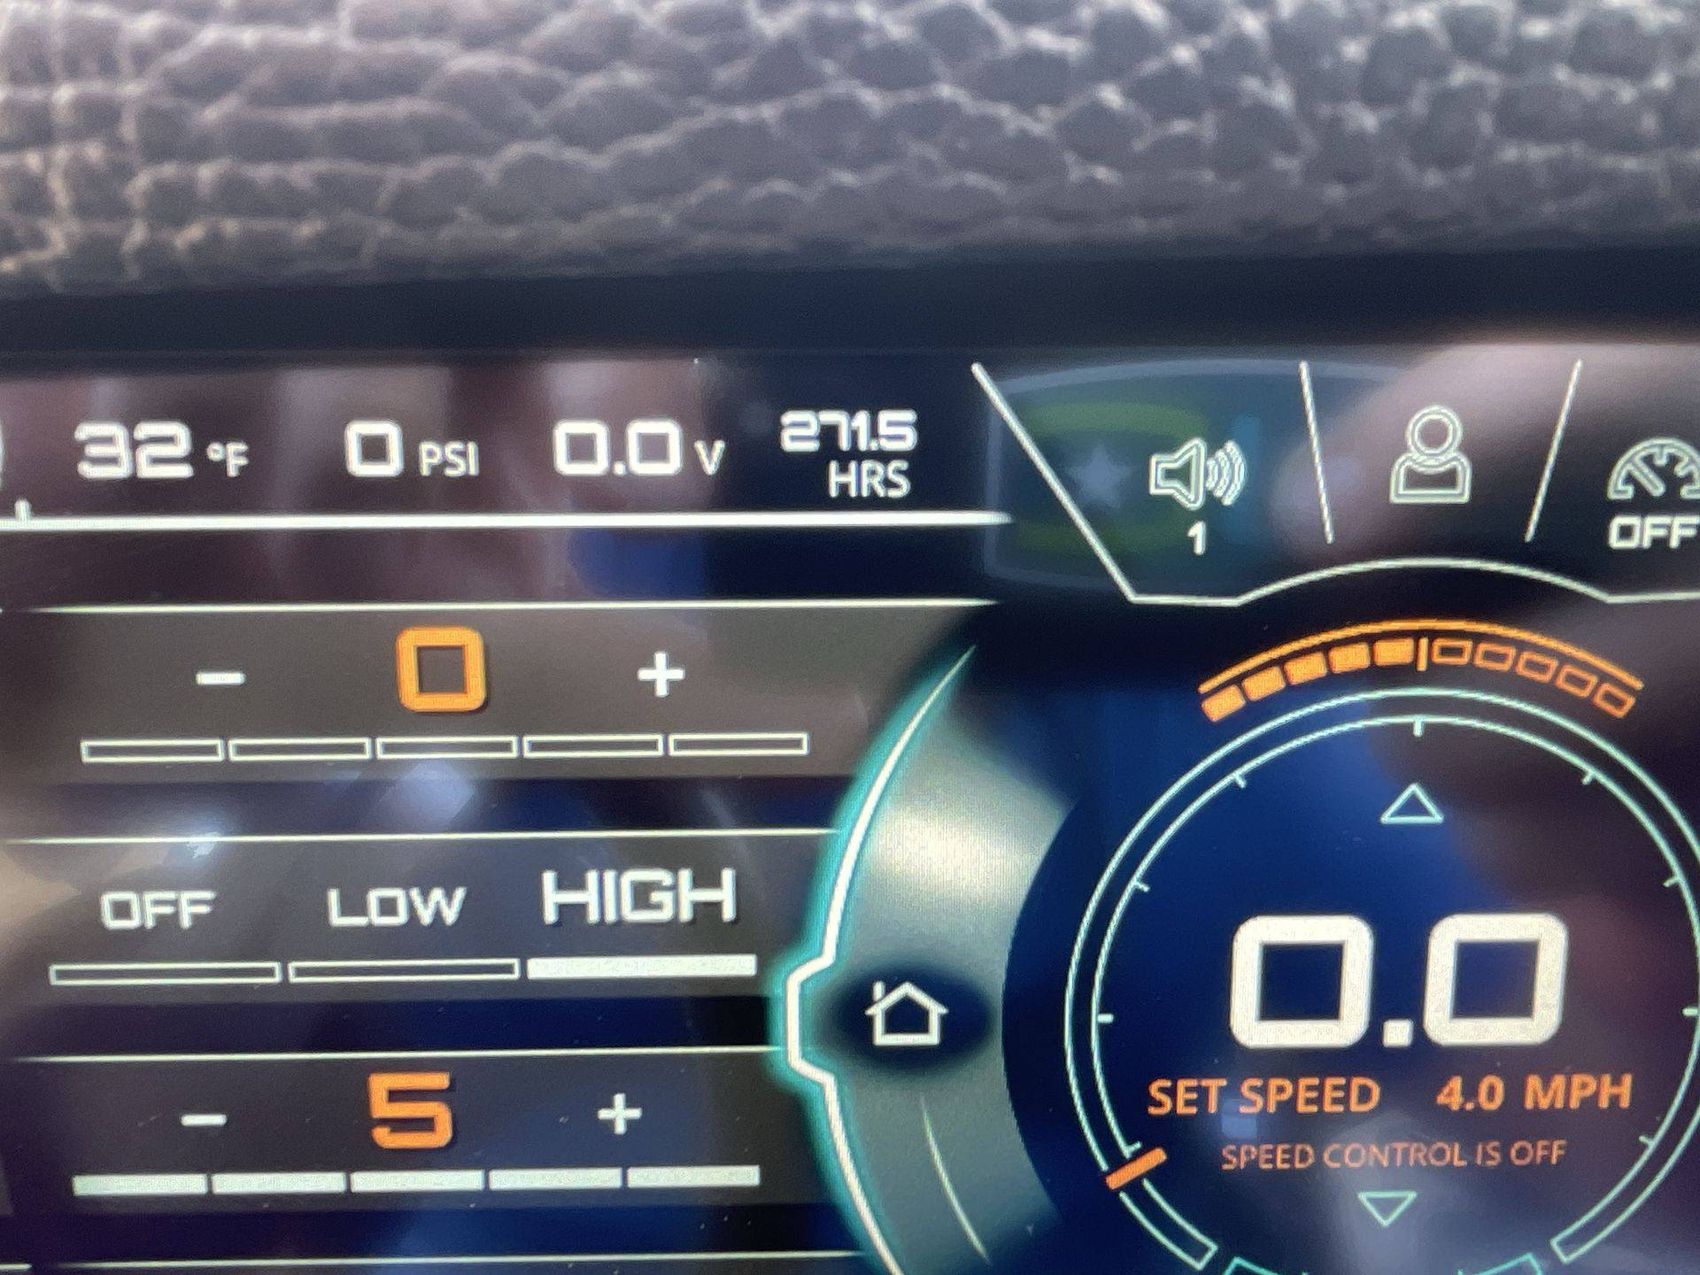 32 °F 0 PSI 0.0 V 271.5 HRS
1
OFF
- 0 +
OFF LOW HIGH
- 5 +
0.0
SET SPEED 4.0 MPH
SPEED CONTROL IS OFF